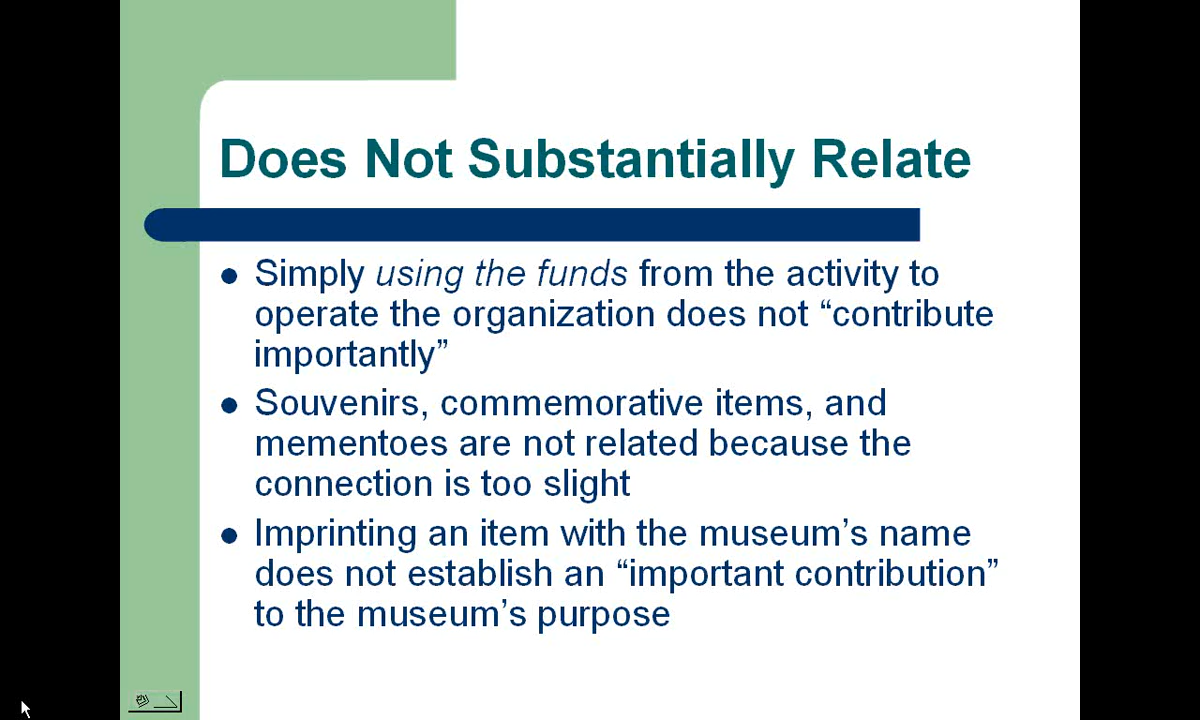 Does Not Substantially Relate
Simply using the funds from the activity to
operate the organization does not “contribute
importantly”
Souvenirs, commemorative items, and
mementoes are not related because the
connection is too slight
Imprinting an item with the museum’s name
does not establish an “important contribution”
to the museum’s purpose